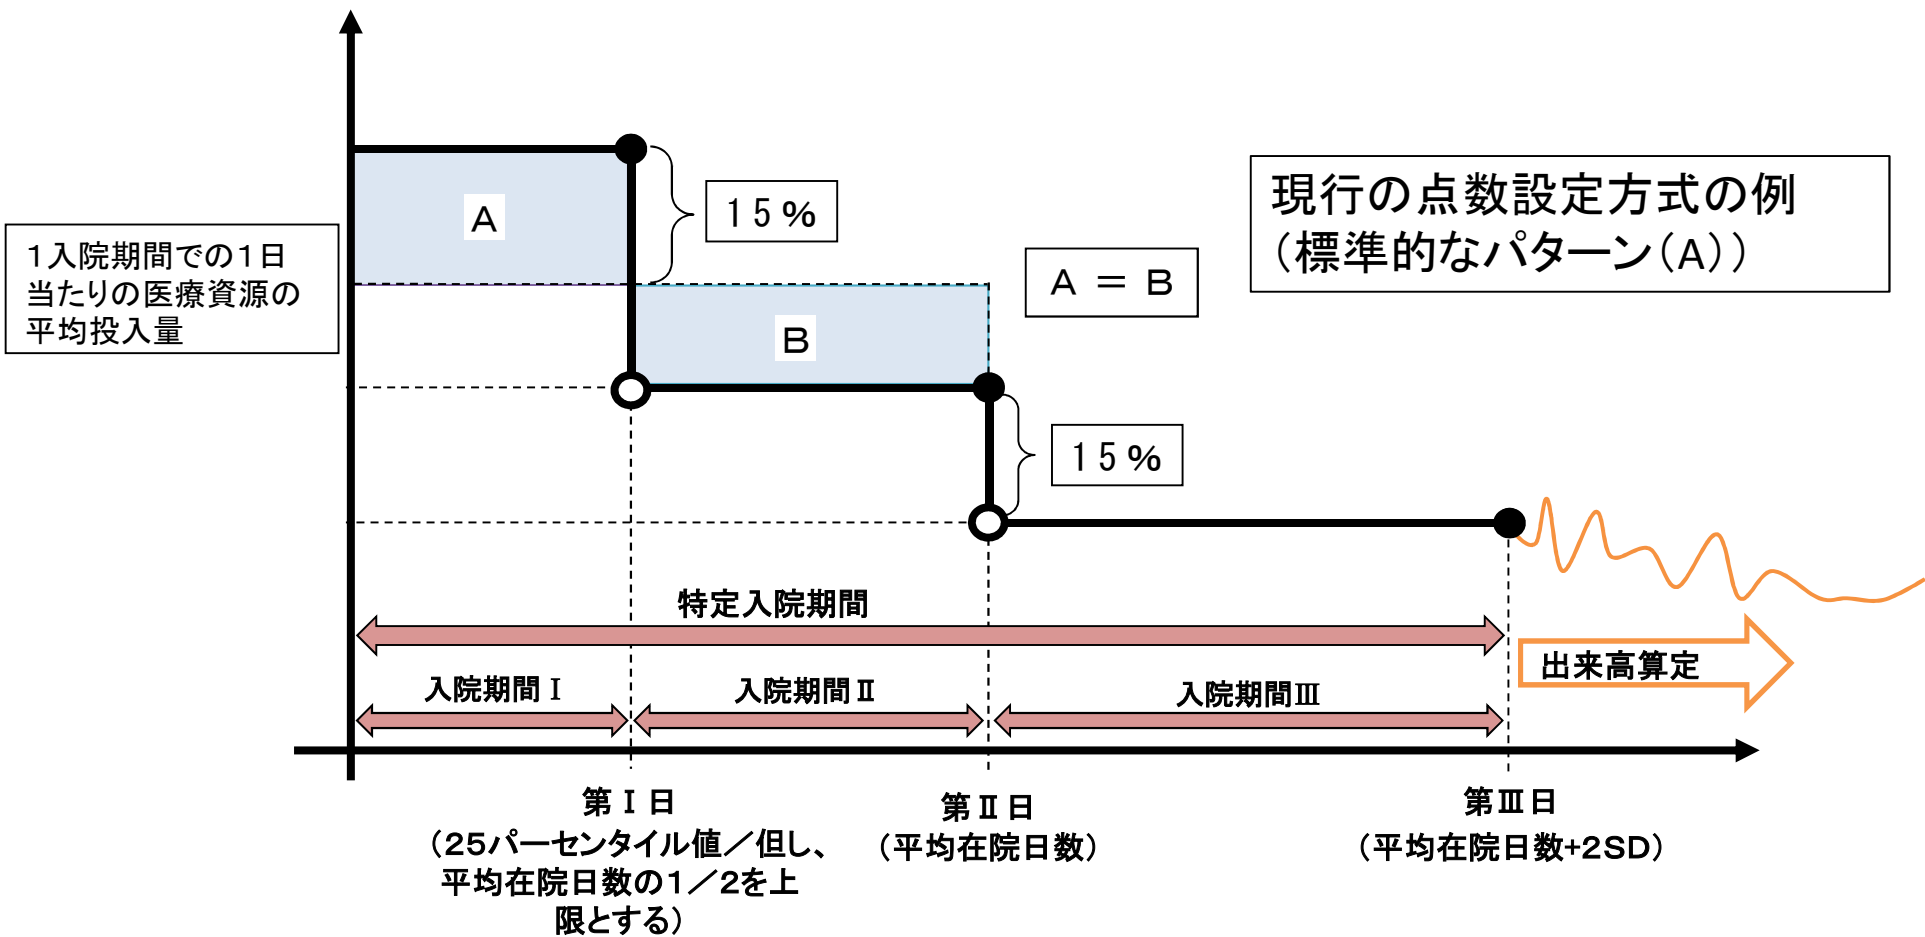 現行の点数設定方式の例
（標準的なパターン（A））
1入院期間での1日
当たりの医療資源の
平均投入量
A
15%
A ＝ B
B
15%
特定入院期間
出来高算定
入院期間Ⅰ
入院期間Ⅱ
入院期間Ⅲ
第Ⅰ日
（25パーセンタイル値／但し、
平均在院日数の1／2を上
限とする）
第Ⅱ日
（平均在院日数）
第Ⅲ日
（平均在院日数+2SD）